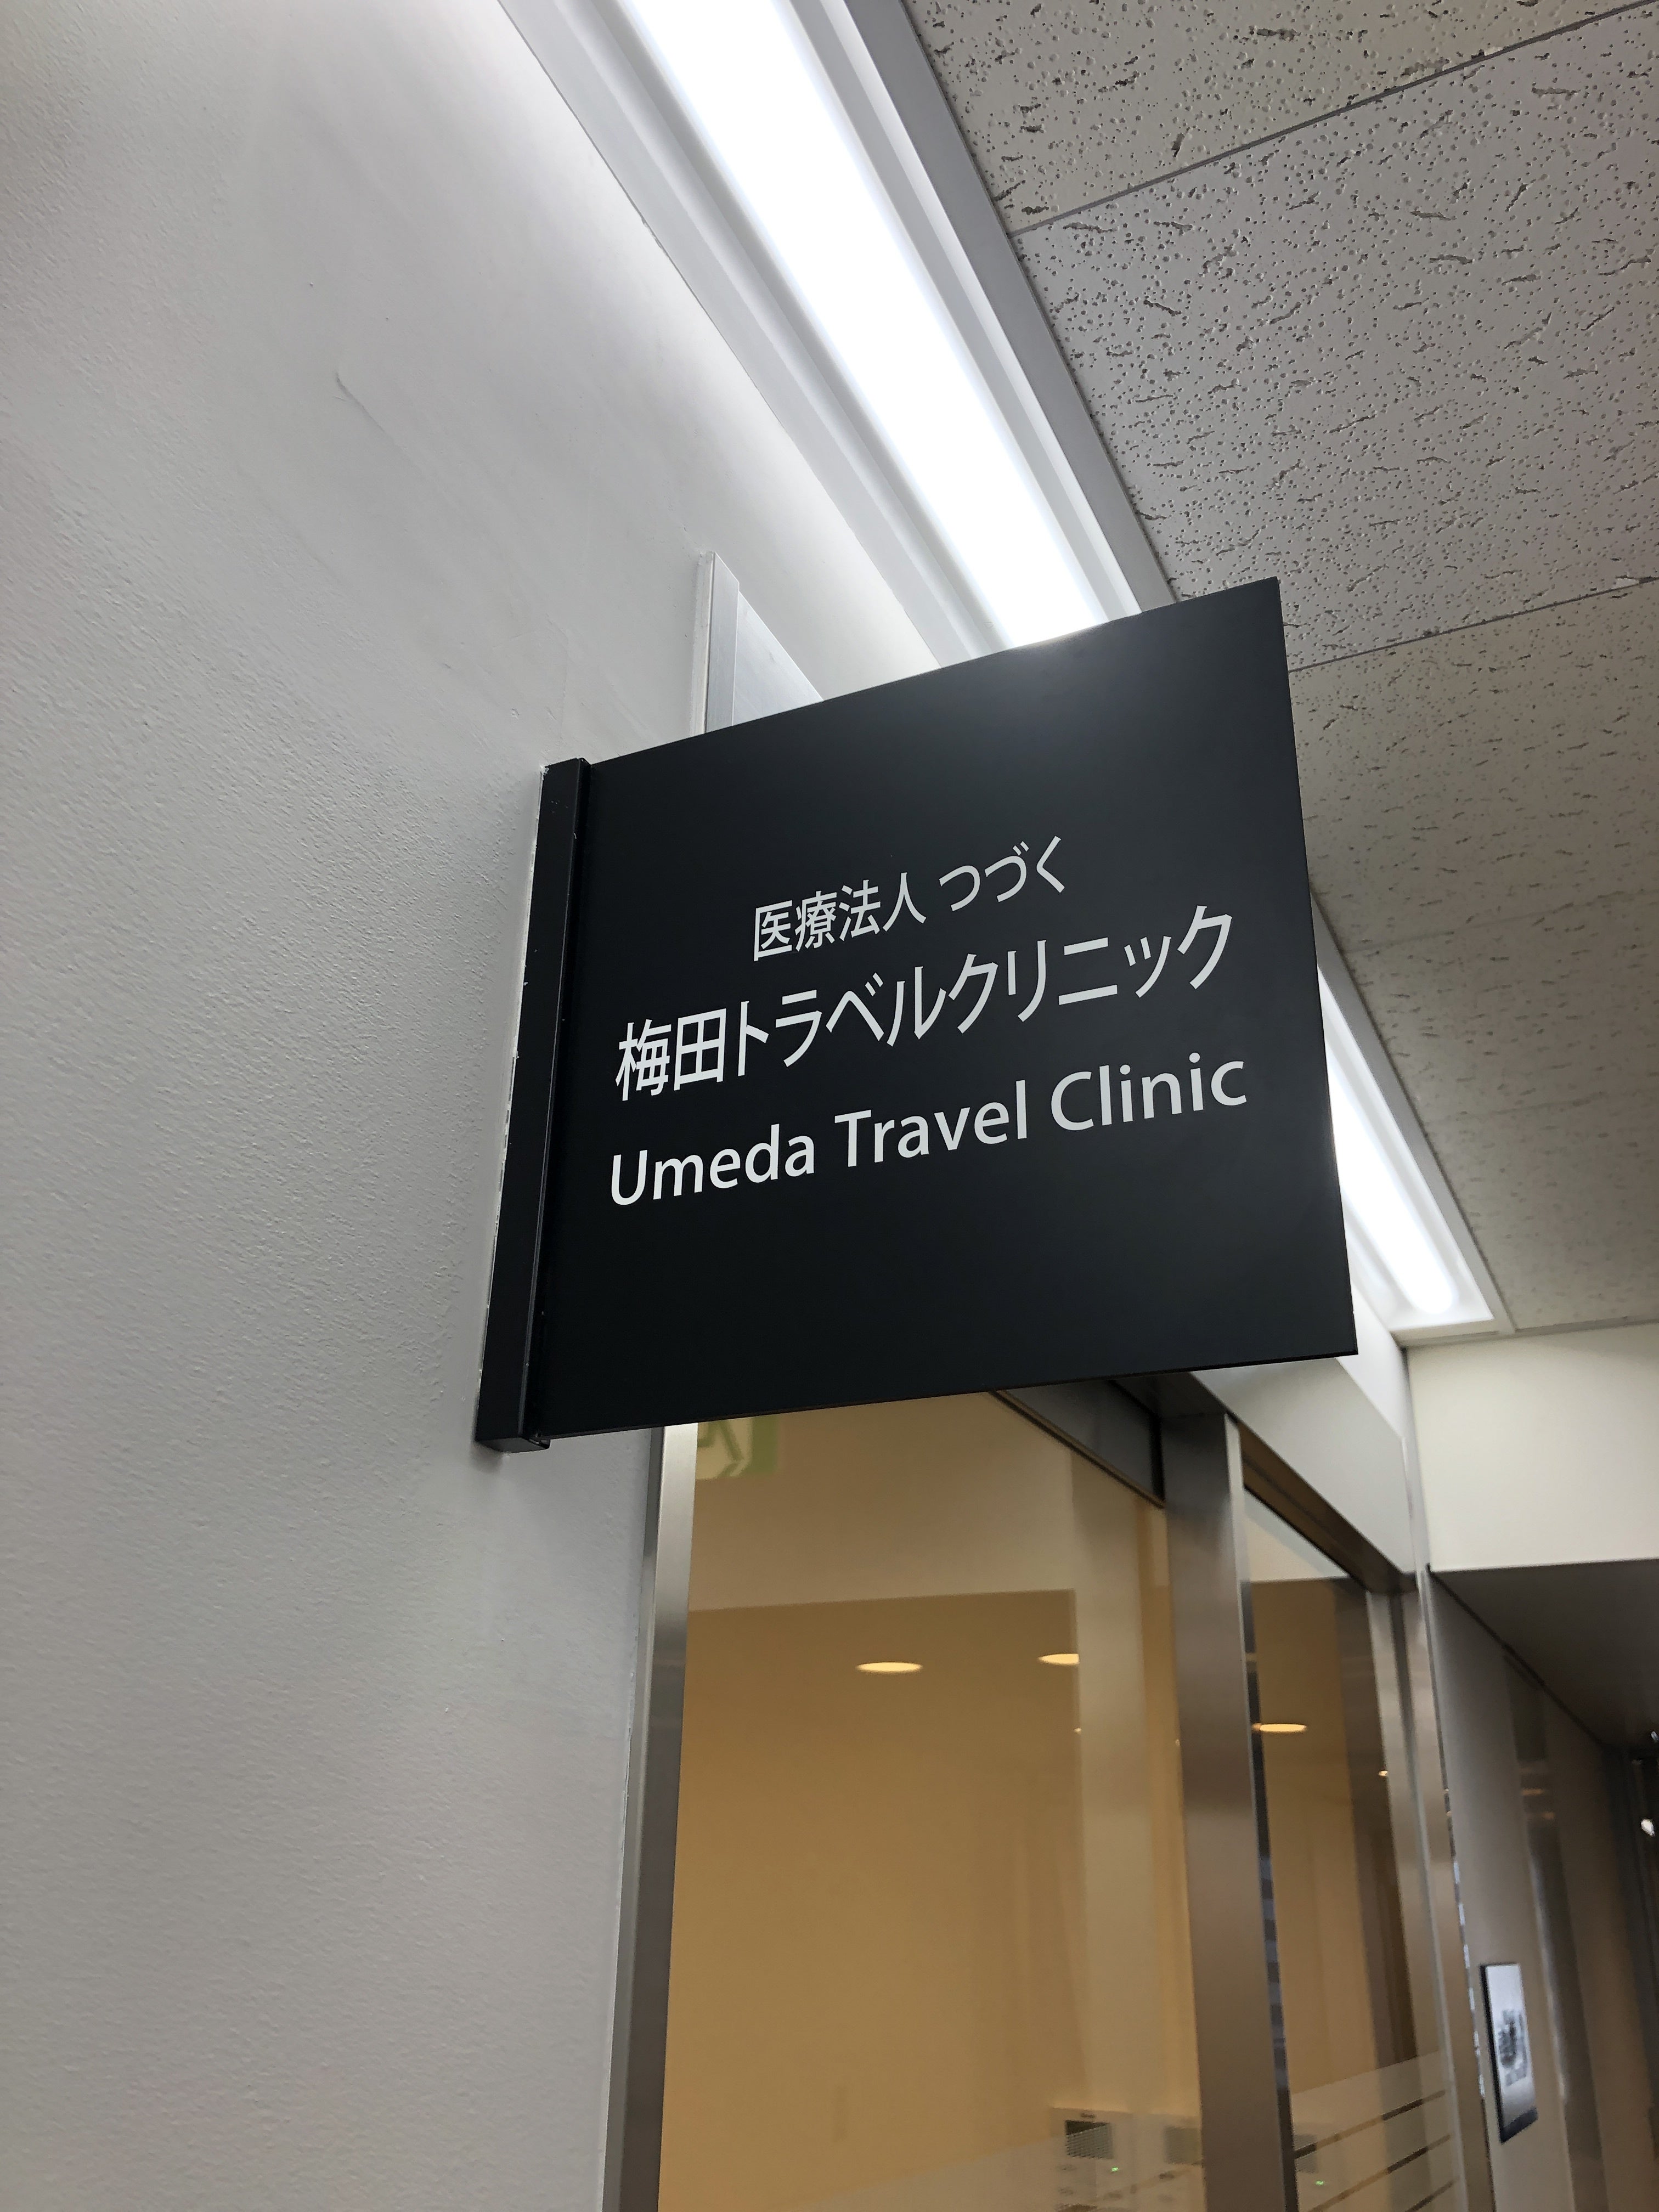 医療法人 つづく
梅田トラベルクリニック
Umeda Travel Clinic